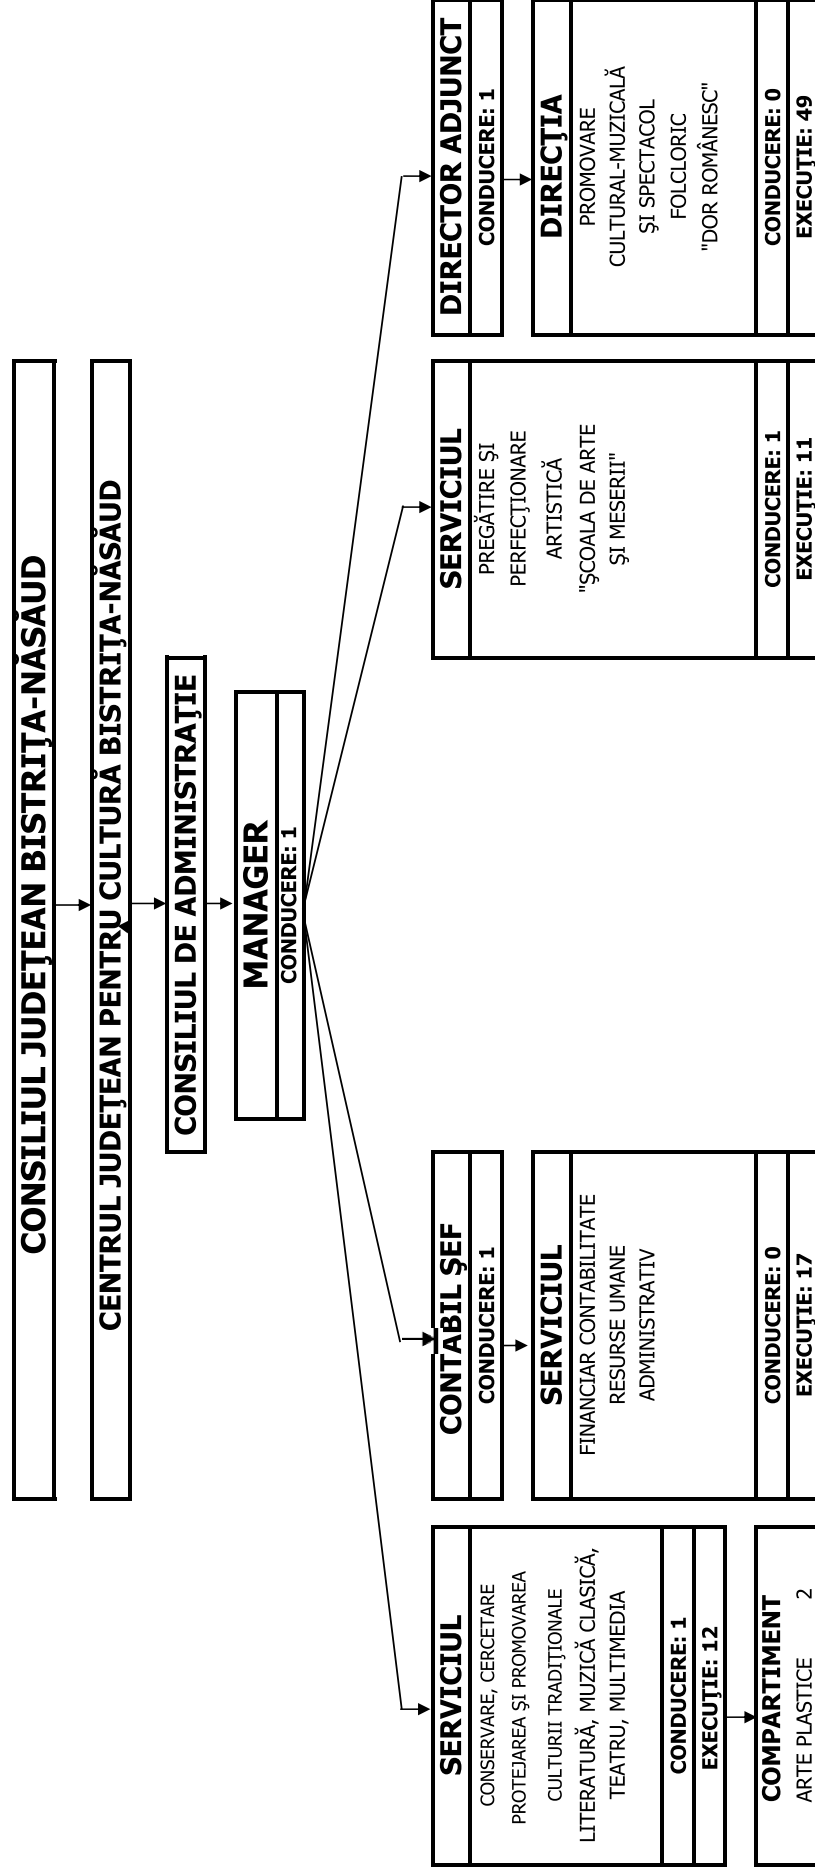 CONSILIUL JUDEŢEAN BISTRIŢA-NĂSĂUD
CENTRUL JUDEŢEAN PENTRU CULTURĂ BISTRIŢA-NĂSĂUD
CONSILIUL DE ADMINISTRAŢIE
MANAGER
CONDUCERE: 1
SERVICIUL
CONSERVARE, CERCETARE
PROTEJAREA ŞI PROMOVAREA
CULTURII TRADIŢIONALE
LITERATURĂ, MUZICĂ CLASICĂ,
TEATRU, MULTIMEDIA
CONDUCERE: 1
EXECUŢIE: 12
COMPARTIMENT
ARTE PLASTICE 2
CONTABIL ŞEF
CONDUCERE: 1
SERVICIUL
FINANCIAR CONTABILITATE
RESURSE UMANE
ADMINISTRATIV
CONDUCERE: 0
EXECUŢIE: 17
SERVICIUL
PREGĂTIRE ŞI
PERFECŢIONARE
ARTISTICĂ
"ŞCOALA DE ARTE
ŞI MESERII"
CONDUCERE: 1
EXECUŢIE: 11
DIRECTOR ADJUNCT
CONDUCERE: 1
DIRECŢIA
PROMOVARE
CULTURAL-MUZICALĂ
ŞI SPECTACOL
FOLCLORIC
"DOR ROMÂNESC"
CONDUCERE: 0
EXECUŢIE: 49